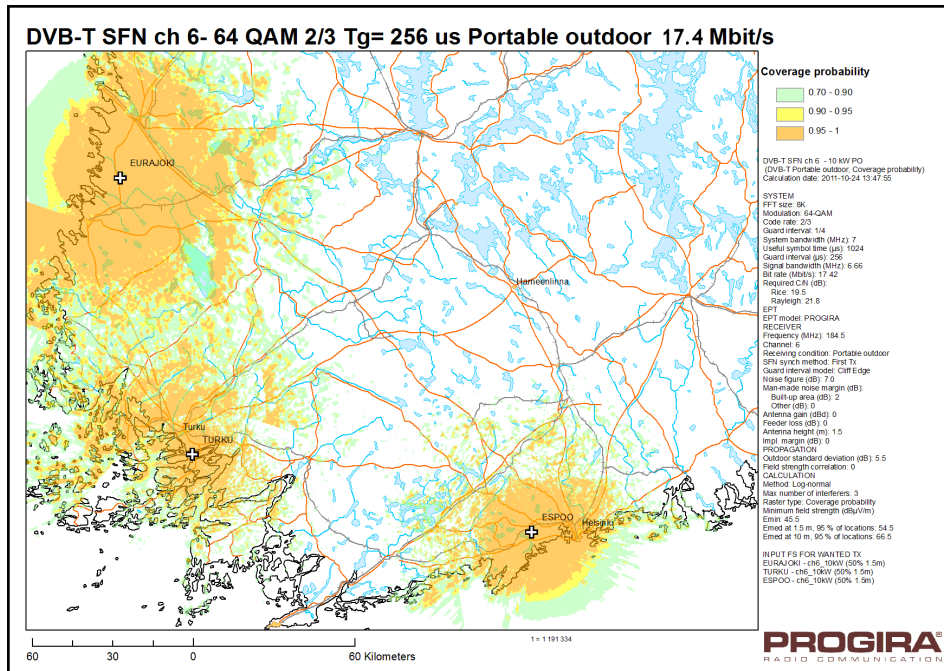 DVB-T SFN ch 6- 64 QAM 2/3 Tg= 256 us Portable outdoor 17.4 Mbit/s
Coverage probability
0.70 - 0.90
0.90 - 0.95
0.95 - 1
DVB-T SFN ch 6 - 10 kW PO
(DVB-T Portable outdoor, Coverage probability)
Calculation date: 2011-10-24 13:47:55
SYSTEM
FFT size: 8K
Modulation: 64-QAM
Code rate: 2/3
Guard interval: 1/4
System bandwidth (MHz): 7
Useful symbol time (µs): 1024
Guard interval (µs): 256
Signal bandwidth (MHz): 6.66
Bit rate (Mbit/s): 17.42
Required C/N (dB):
Rice: 19.5
Rayleigh: 21.8
EPT
EPT model: PROGIRA
RECEIVER
Frequency (MHz): 184.5
Channel: 6
Receiving condition: Portable outdoor
SFN synch method: First Tx
Guard interval model: Cliff Edge
Noise figure (dB): 7.0
Man-made noise margin (dB):
Built-up area (dB): 2
Other (dB): 0
Antenna gain (dBd): 0
Feeder loss (dB): 0
Antenna height (m): 1.5
Impl. margin (dB): 0
PROPAGATION
Outdoor standard deviation (dB): 5.5
Field strength correlation: 0
CALCULATION
Method: Log-normal
Max number of interferers: 3
Raster type: Coverage probability
Minimum field strength (dBµV/m)
Emin: 45.5
Emed at 1.5 m, 95 % of locations: 54.5
Emed at 10 m, 95 % of locations: 66.5
INPUT FS FOR WANTED TX
EURAJOKI - ch6_10kW (50% 1.5m)
TURKU - ch6_10kW (50% 1.5m)
ESPOO - ch6_10kW (50% 1.5m)
EURAJOKI
Hämeenlinna
Turku
TURKU
ESPOO
Helsinki
1 = 1 191 334
60 30 0 60 Kilometers
PROGIRA®
RADIO COMMUNICATION